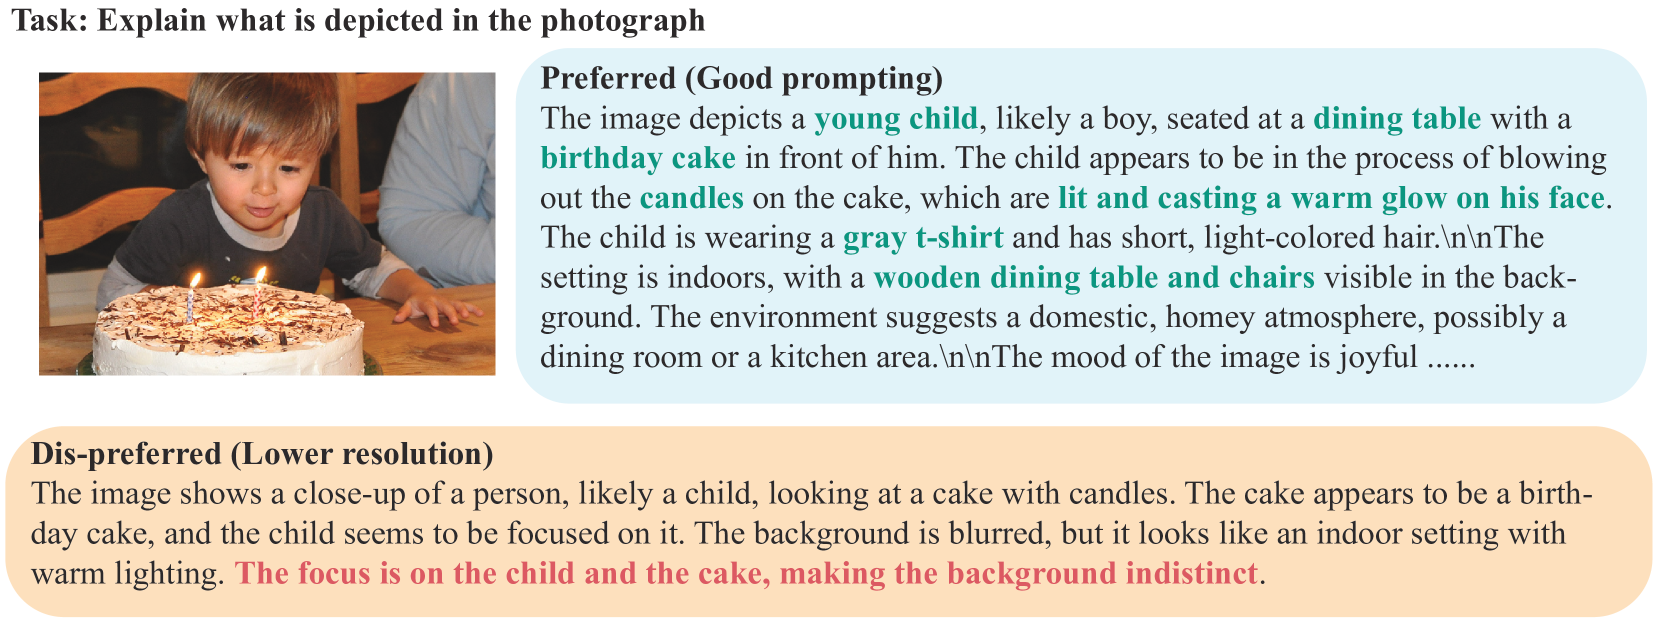 Task: Explain what is depicted in the photograph
Preferred (Good prompting)
The image depicts a young child, likely a boy, seated at a dining table with a
birthday cake in front of him. The child appears to be in the process of blowing
out the candles on the cake, which are lit and casting a warm glow on his face.
The child is wearing a gray t-shirt and has short, light-colored hair.\n\nThe
setting is indoors, with a wooden dining table and chairs visible in the back-
ground. The environment suggests a domestic, homey atmosphere, possibly a
dining room or a kitchen area.\n\nThe mood of the image is joyful ......
Dis-preferred (Lower resolution)
The image shows a close-up of a person, likely a child, looking at a cake with candles. The cake appears to be a birth-
day cake, and the child seems to be focused on it. The background is blurred, but it looks like an indoor setting with
warm lighting. The focus is on the child and the cake, making the background indistinct.